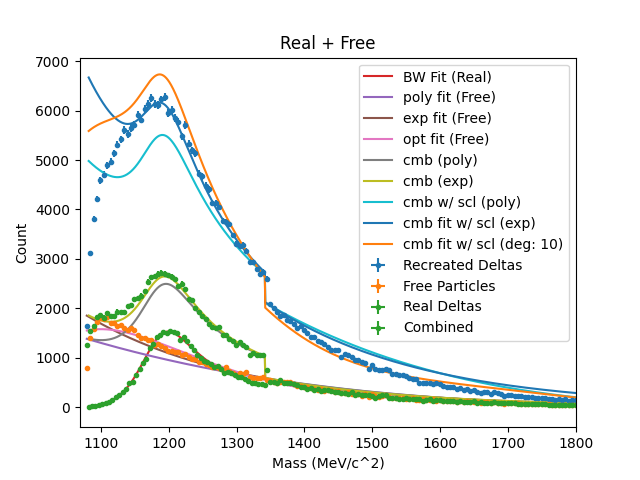 Real + Free
7000
6000
5000
4000
3000
2000
1000
0
Count
BW Fit (Real)
poly fit (Free)
exp fit (Free)
opt fit (Free)
cmb (poly)
cmb (exp)
cmb w/ scl (poly)
cmb fit w/ scl (exp)
cmb fit w/ scl (deg: 10)
Recreated Deltas
Free Particles
Real Deltas
Combined
1100 1200 1300 1400 1500 1600 1700 1800
Mass (MeV/c^2)